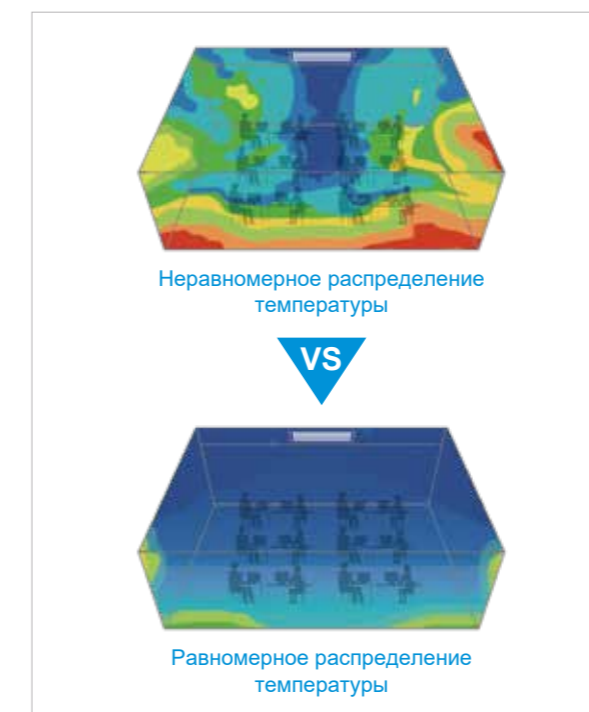 Неравномерное распределение
температуры
VS
Равномерное распределение
температуры